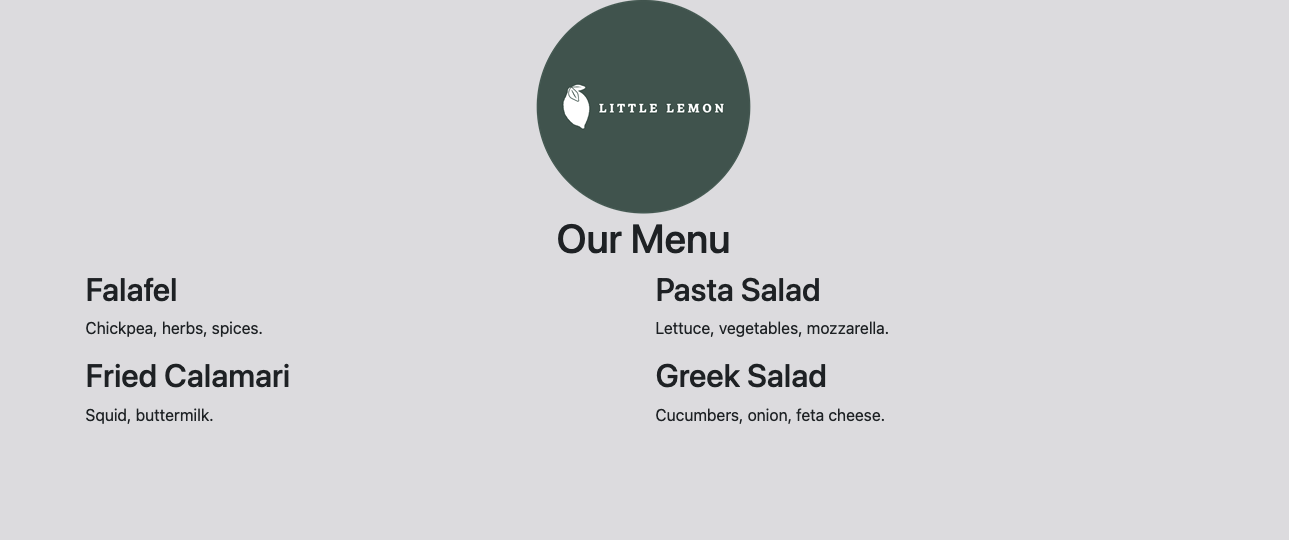 LITTLE LEMON
Our Menu
Falafel
Chickpea, herbs, spices.
Fried Calamari
Squid, buttermilk.
Pasta Salad
Lettuce, vegetables, mozzarella.
Greek Salad
Cucumbers, onion, feta cheese.